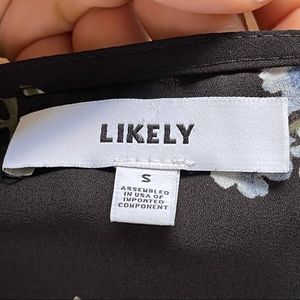 LIKELY
S
ASSEMBLED
IN USA OF
IMPORTED
COMPONENT